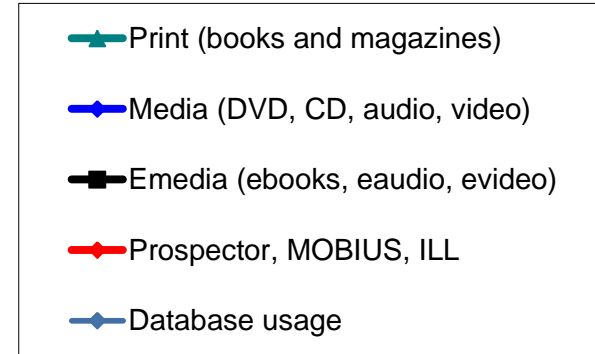 Print (books and magazines)
Media (DVD, CD, audio, video)
Emedia (ebooks, eaudio, evideo)
Prospector, MOBIUS, ILL
Database usage